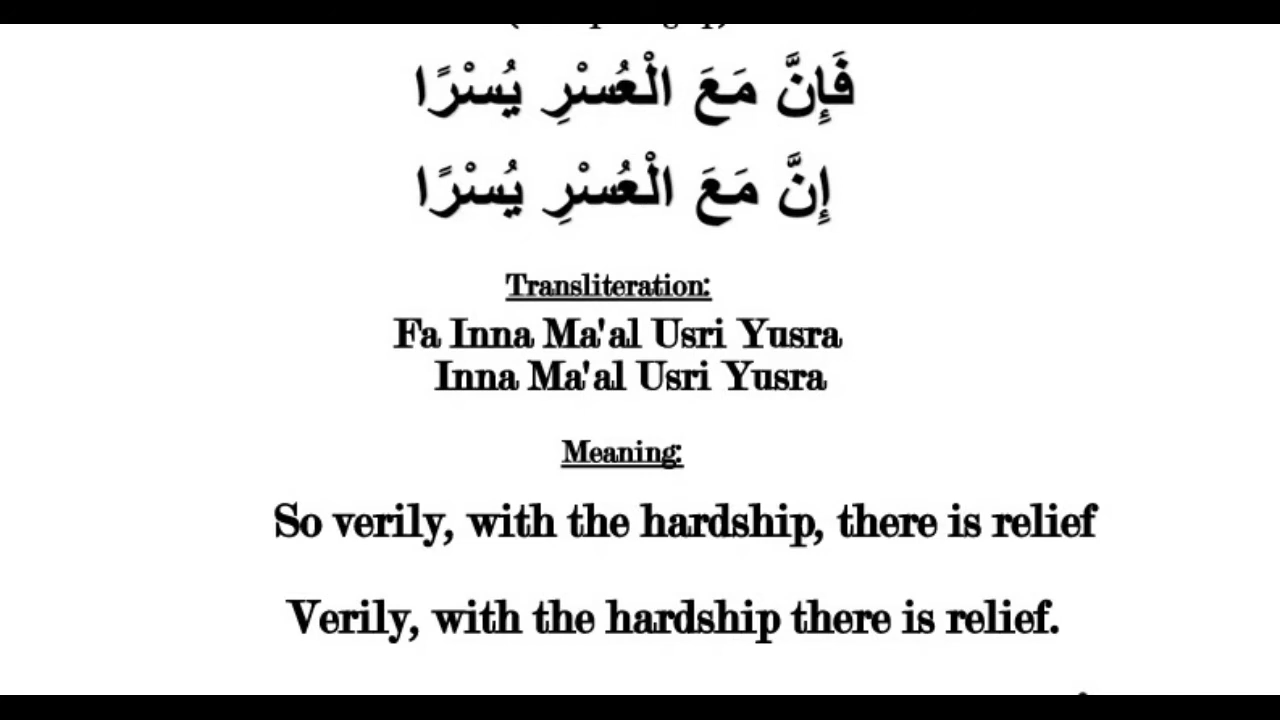 فَإِنَّ مَعَ الْعُسْرِ يُسْرًا
إِنَّ مَعَ الْعُسْرِ يُسْرًا
Transliteration:
Fa Inna Ma'al Usri Yusra
Inna Ma'al Usri Yusra
Meaning:
So verily, with the hardship, there is relief
Verily, with the hardship there is relief.